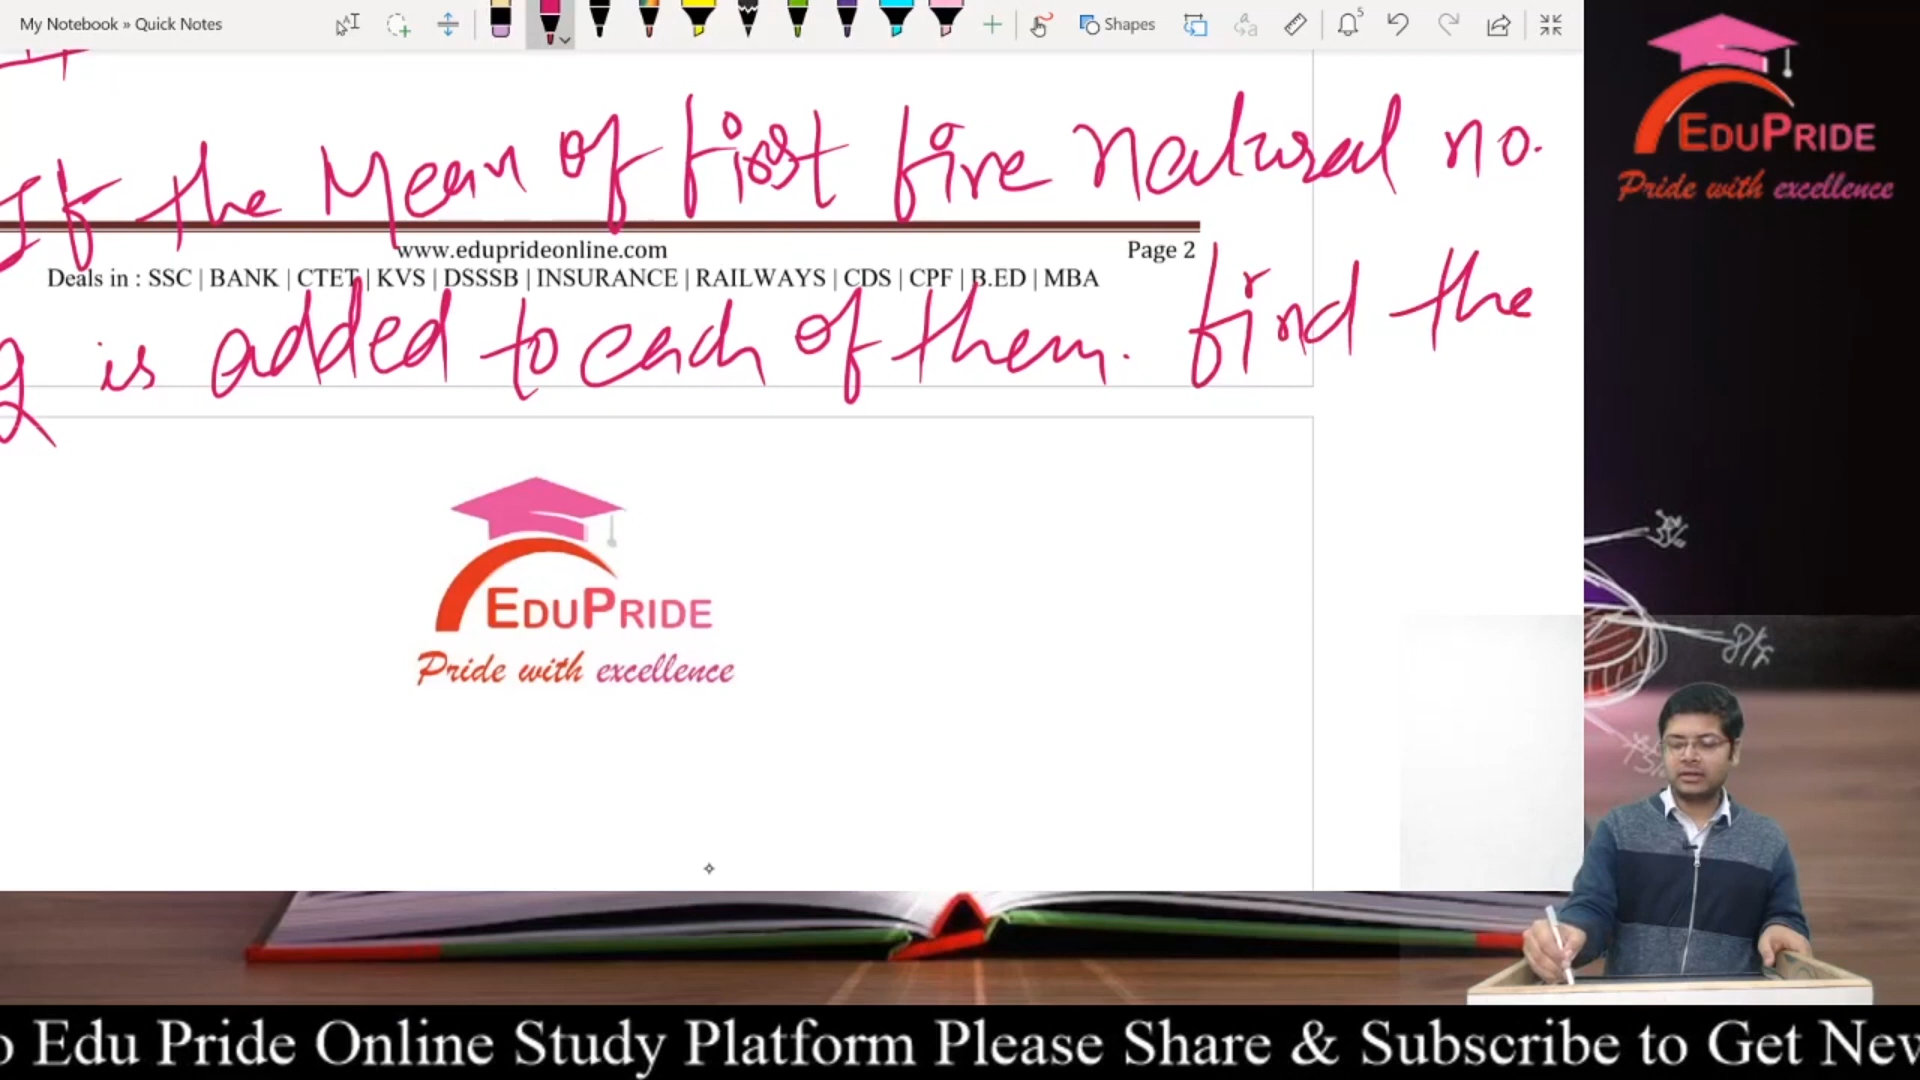 My Notebook » Quick Notes
Shapes
5
If the Mean of first five natural no.
www.eduprideonline.com
Page 2
Deals in : SSC | BANK | CTET | KVS | DSSSB | INSURANCE | RAILWAYS | CDS | CPF | B.ED | MBA
2 is added to each of them. find the
EDUPRIDE
Pride with excellence
EDUPRIDE
Pride with excellence
o Edu Pride Online Study Platform Please Share & Subscribe to Get New